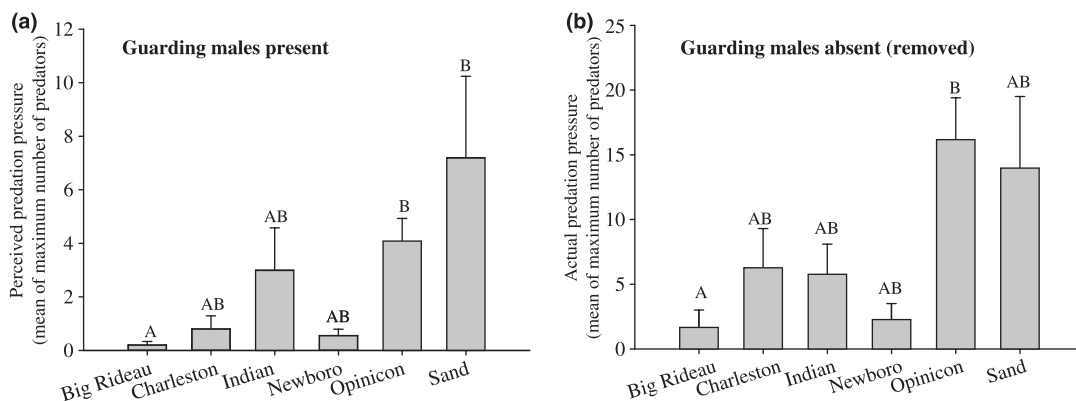 (a)
Guarding males present
Perceived predation pressure
(mean of maximum number of predators)
12
10
8
6
4
2
0
A
AB
AB
AB
B
B
Big Rideau
Charleston
Indian
Newboro
Opinicon
Sand
(b)
Guarding males absent (removed)
Actual predation pressure
(mean of maximum number of predators)
25
20
15
10
5
0
A
AB
AB
AB
B
AB
Big Rideau
Charleston
Indian
Newboro
Opinicon
Sand